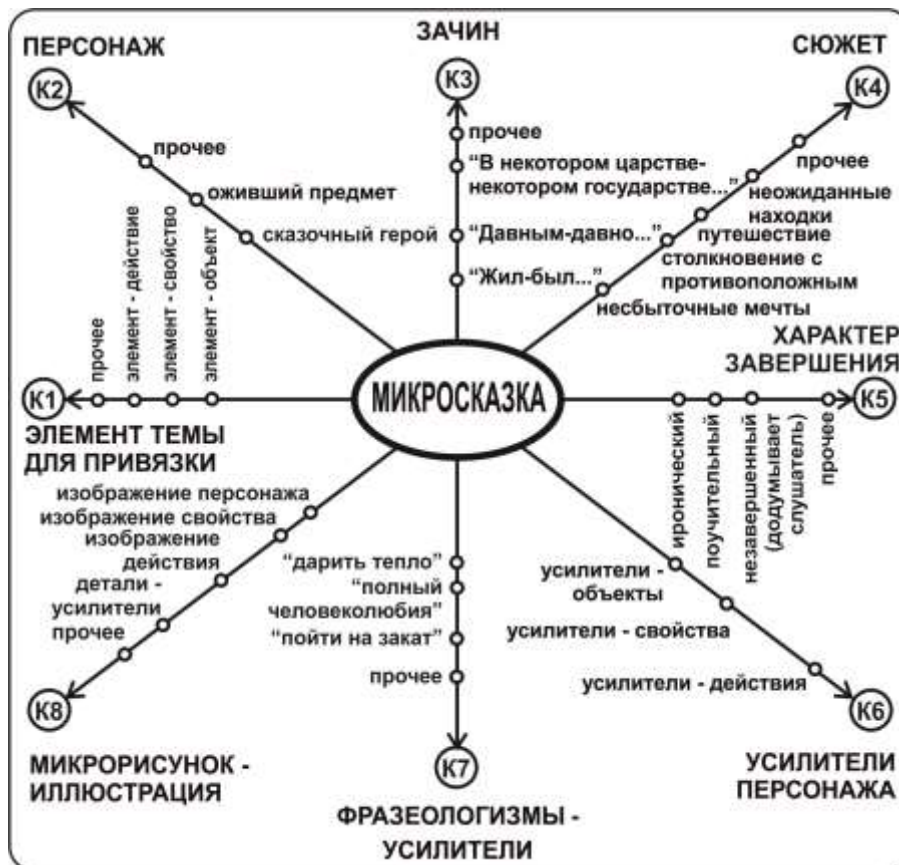 ПЕРСОНАЖ
К2
прочее
оживший предмет
сказочный герой
ЗАЧИН
К3
прочее
“В некотором царстве-
некотором государстве...”
“Давным-давно...”
“Жил-был...”
СЮЖЕТ
К4
прочее
неожиданные
находки
путешествие
столкновение с
противоположным
несбыточные мечты
К1
прочее
элемент - действие
элемент - свойство
элемент - объект
ЭЛЕМЕНТ ТЕМЫ
ДЛЯ ПРИВЯЗКИ
МИКРОСКАЗКА
ХАРАКТЕР
ЗАВЕРШЕНИЯ
К5
иронический
поучительный
незавершенный
(додумывает
слушатель)
прочее
изображение персонажа
изображение свойства
изображение
действия
детали -
усилители
прочее
К8
МИКРОРИСУНОК -
ИЛЛЮСТРАЦИЯ
“дарить тепло”
“полный
человеколюбия”
“пойти на закат”
прочее
К7
ФРАЗЕОЛОГИЗМЫ -
УСИЛИТЕЛИ
усилители -
объекты
усилители - свойства
усилители - действия
К6
УСИЛИТЕЛИ
ПЕРСОНАЖА